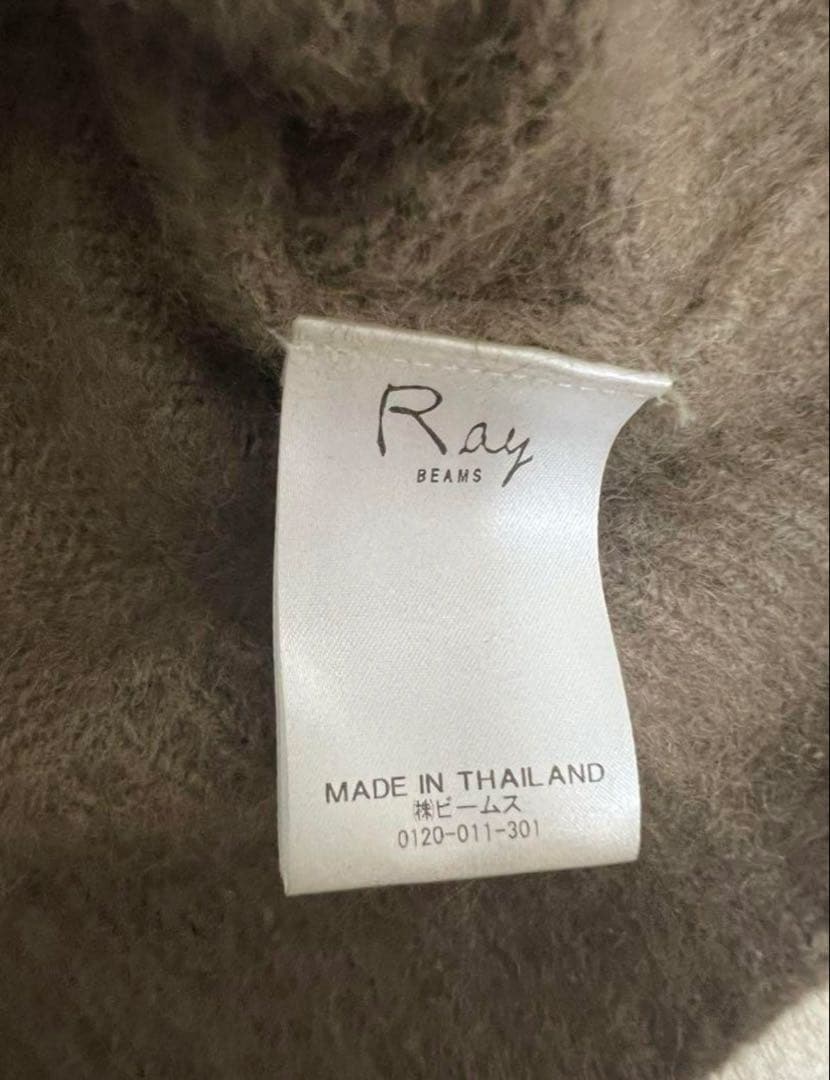 Ray
BEAMS
MADE IN THAILAND
㈱ビームス
0120-011-301